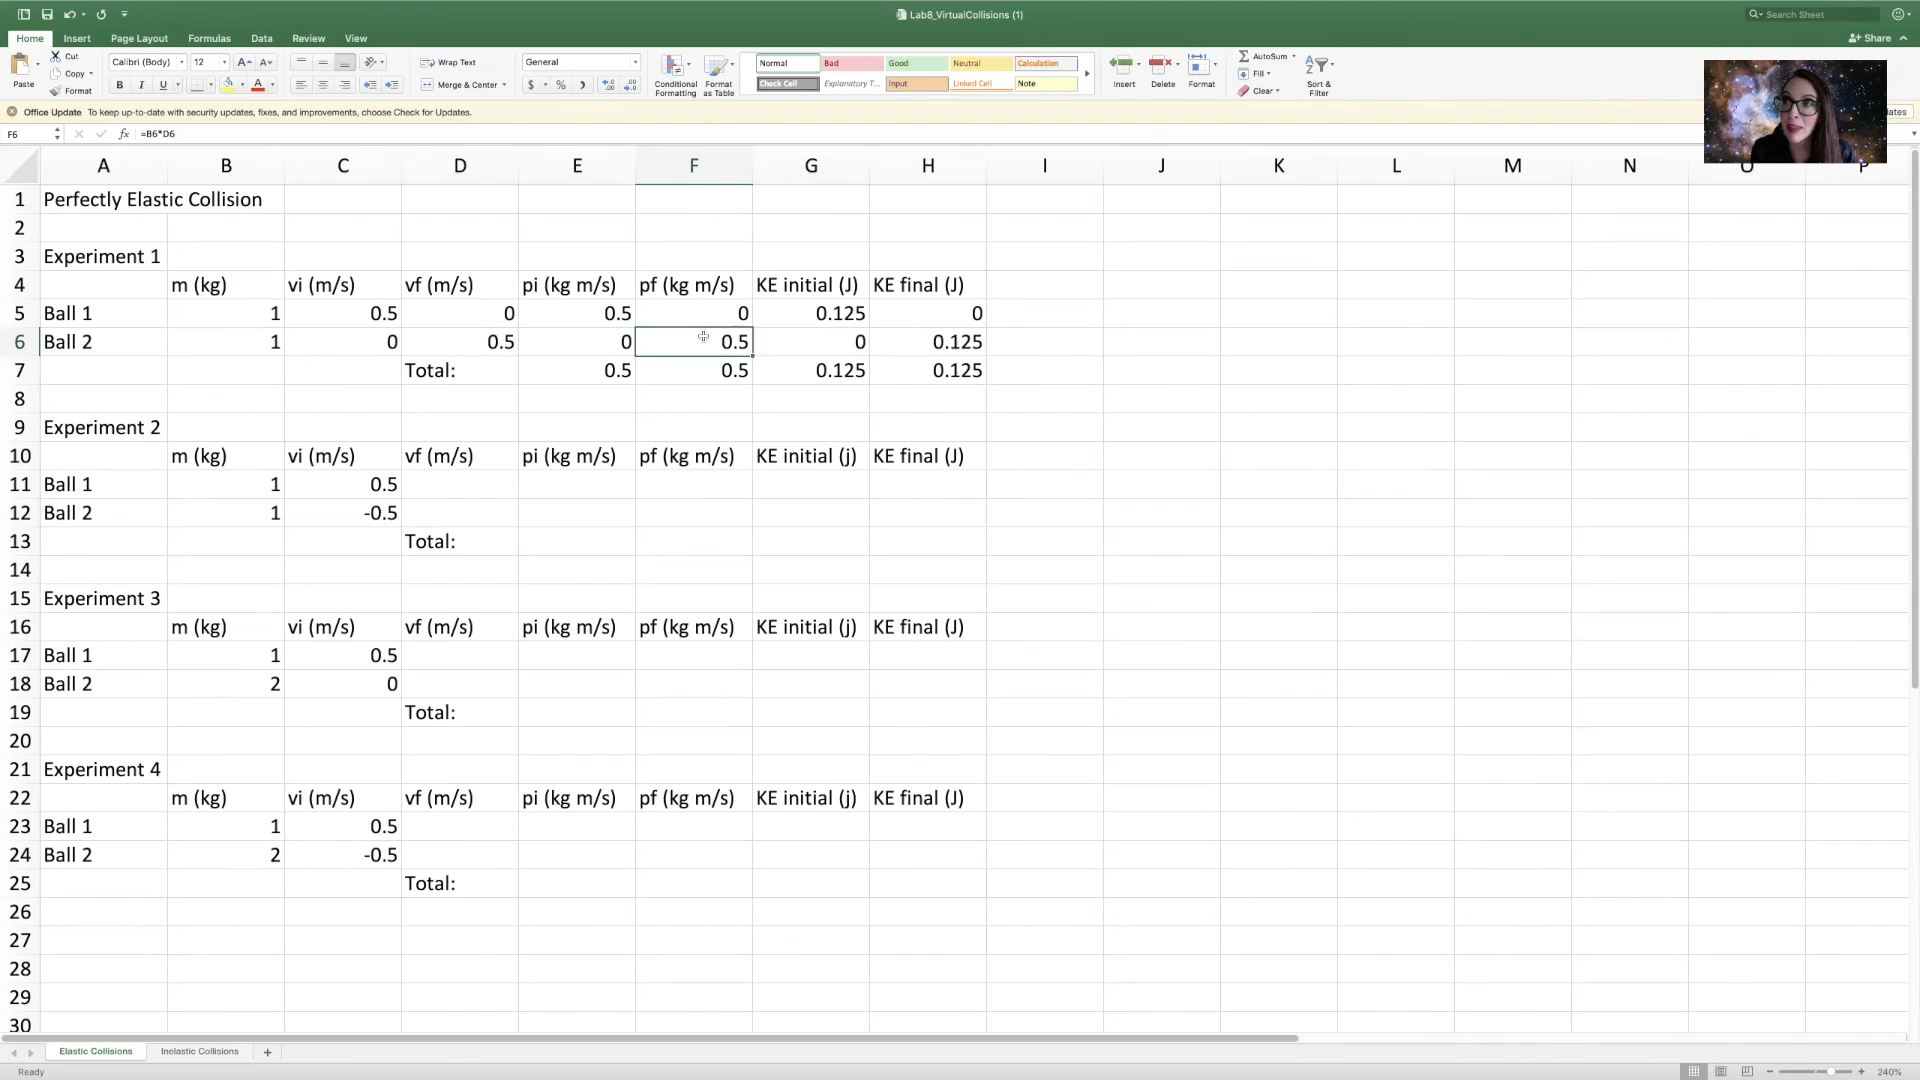 Lab8_VirtualCollisions (1)
Search Sheet
Home Insert Page Layout Formulas Data Review View
Share
Paste
Cut
Copy
Format
Calibri (Body) 12
B I U
Wrap Text
Merge & Center
General
$ %
Conditional Formatting
Format as Table
Normal Bad Good Neutral Calculation
Check Cell Explanatory T... Input Linked Cell Note
Insert Delete Format
AutoSum
Fill
Clear
Sort & Filter
Office Update To keep up-to-date with security updates, fixes, and improvements, choose Check for Updates.
F6 fx =B6*D6
A B C D E F G H I J K L M N
1 Perfectly Elastic Collision
2
3 Experiment 1
4 m (kg) vi (m/s) vf (m/s) pi (kg m/s) pf (kg m/s) KE initial (J) KE final (J)
5 Ball 1 1 0.5 0 0.5 0 0.125 0
6 Ball 2 1 0 0.5 0 0.5 0 0.125
7 Total: 0.5 0.5 0.125 0.125
8
9 Experiment 2
10 m (kg) vi (m/s) vf (m/s) pi (kg m/s) pf (kg m/s) KE initial (j) KE final (J)
11 Ball 1 1 0.5
12 Ball 2 1 -0.5
13 Total:
14
15 Experiment 3
16 m (kg) vi (m/s) vf (m/s) pi (kg m/s) pf (kg m/s) KE initial (j) KE final (J)
17 Ball 1 1 0.5
18 Ball 2 2 0
19 Total:
20
21 Experiment 4
22 m (kg) vi (m/s) vf (m/s) pi (kg m/s) pf (kg m/s) KE initial (j) KE final (J)
23 Ball 1 1 0.5
24 Ball 2 2 -0.5
25 Total:
26
27
28
29
30
Elastic Collisions Inelastic Collisions +
Ready
240%